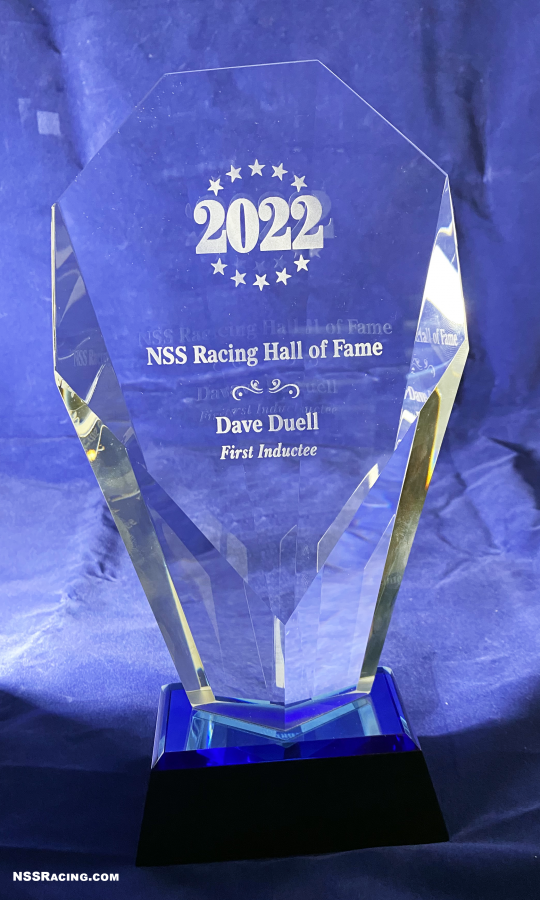 2022
NSS Racing Hall of Fame
Dave Duell
First Inductee
NSSRacing.com